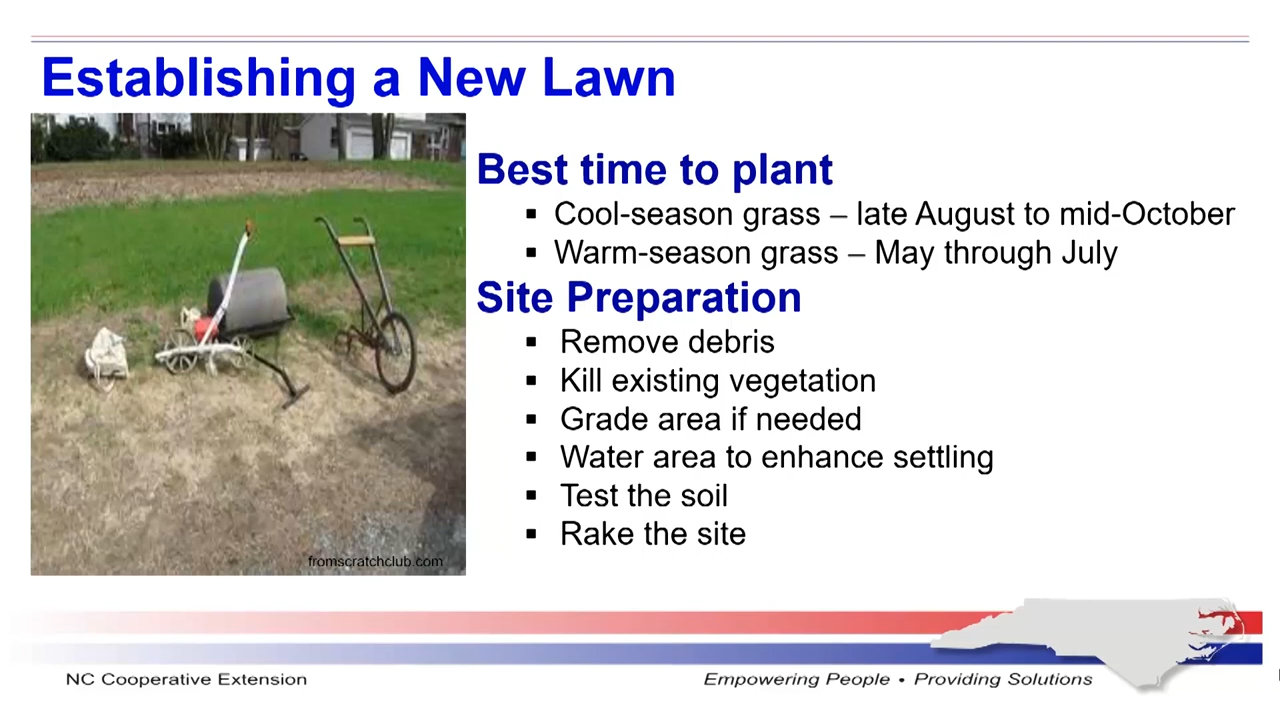 Establishing a New Lawn
Best time to plant
▪ Cool-season grass – late August to mid-October
▪ Warm-season grass – May through July
Site Preparation
▪ Remove debris
▪ Kill existing vegetation
▪ Grade area if needed
▪ Water area to enhance settling
▪ Test the soil
▪ Rake the site
fromscratchclub.com
NC Cooperative Extension
Empowering People • Providing Solutions